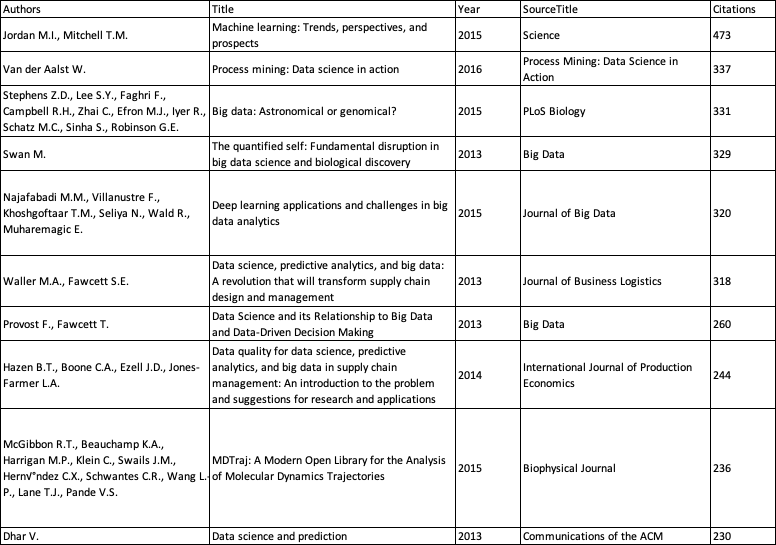 Authors Title Year SourceTitle Citations
Jordan M.I., Mitchell T.M. Machine learning: Trends, perspectives, and prospects 2015 Science 473
Van der Aalst W. Process mining: Data science in action 2016 Process Mining: Data Science in Action 337
Stephens Z.D., Lee S.Y., Faghri F., Campbell R.H., Zhai C., Efron M.J., Iyer R., Schatz M.C., Sinha S., Robinson G.E. Big data: Astronomical or genomical? 2015 PLoS Biology 331
Swan M. The quantified self: Fundamental disruption in big data science and biological discovery 2013 Big Data 329
Najafabadi M.M., Villanustre F., Khoshgoftaar T.M., Seliya N., Wald R., Muharemagic E. Deep learning applications and challenges in big data analytics 2015 Journal of Big Data 320
Waller M.A., Fawcett S.E. Data science, predictive analytics, and big data: A revolution that will transform supply chain design and management 2013 Journal of Business Logistics 318
Provost F., Fawcett T. Data Science and its Relationship to Big Data and Data-Driven Decision Making 2013 Big Data 260
Hazen B.T., Boone C.A., Ezell J.D., Jones-Farmer L.A. Data quality for data science, predictive analytics, and big data in supply chain management: An introduction to the problem and suggestions for research and applications 2014 International Journal of Production Economics 244
McGibbon R.T., Beauchamp K.A., Harrigan M.P., Klein C., Swails J.M., HernV°ndez C.X., Schwantes C.R., Wang L.-P., Lane T.J., Pande V.S. MDTraj: A Modern Open Library for the Analysis of Molecular Dynamics Trajectories 2015 Biophysical Journal 236
Dhar V. Data science and prediction 2013 Communications of the ACM 230